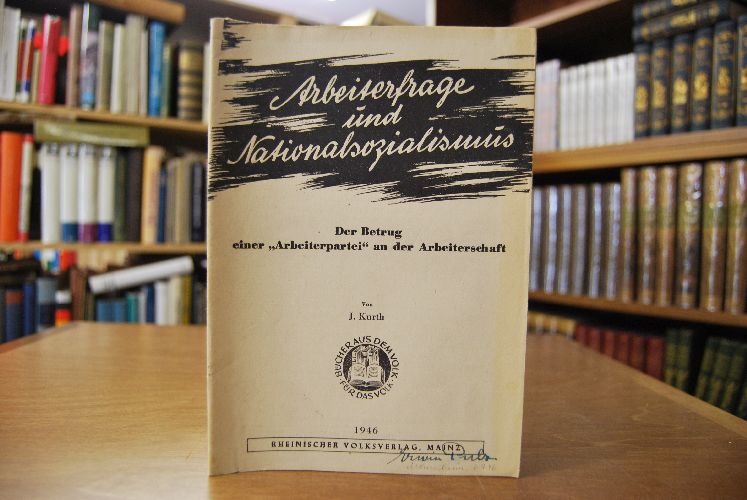 Arbeiterfrage
und
Nationalsozialismus
Der Betrug
einer „Arbeiterpartei“ an der Arbeiterschaft
Von
J. Kurth
BÜCHER AUS DEM VOLK
FÜR DAS VOLK
1946
RHEINISCHER VOLKSVERLAG, MAINZ
Erwin